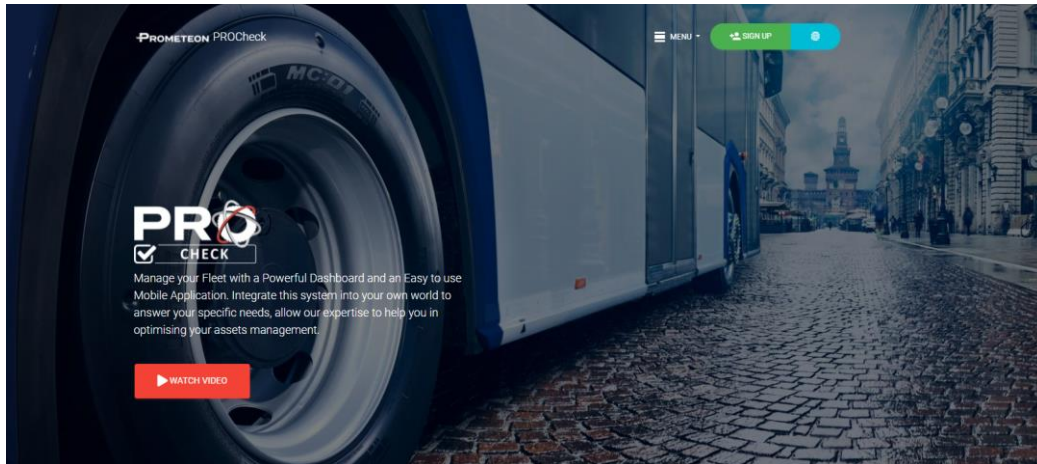 PROMETEON PROCheck
MENU
SIGN UP
MC:01
PRO
CHECK
Manage your Fleet with a Powerful Dashboard and an Easy to use
Mobile Application. Integrate this system into your own world to
answer your specific needs, allow our expertise to help you in
optimising your assets management.
WATCH VIDEO